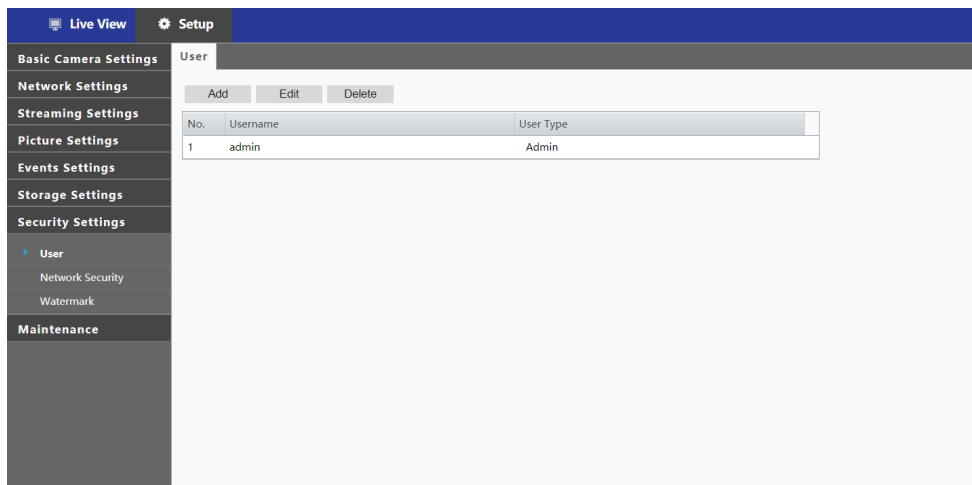 Live View Setup
Basic Camera Settings
Network Settings
Streaming Settings
Picture Settings
Events Settings
Storage Settings
Security Settings
User
Network Security
Watermark
Maintenance
User
Add Edit Delete
No. Username User Type
1 admin Admin